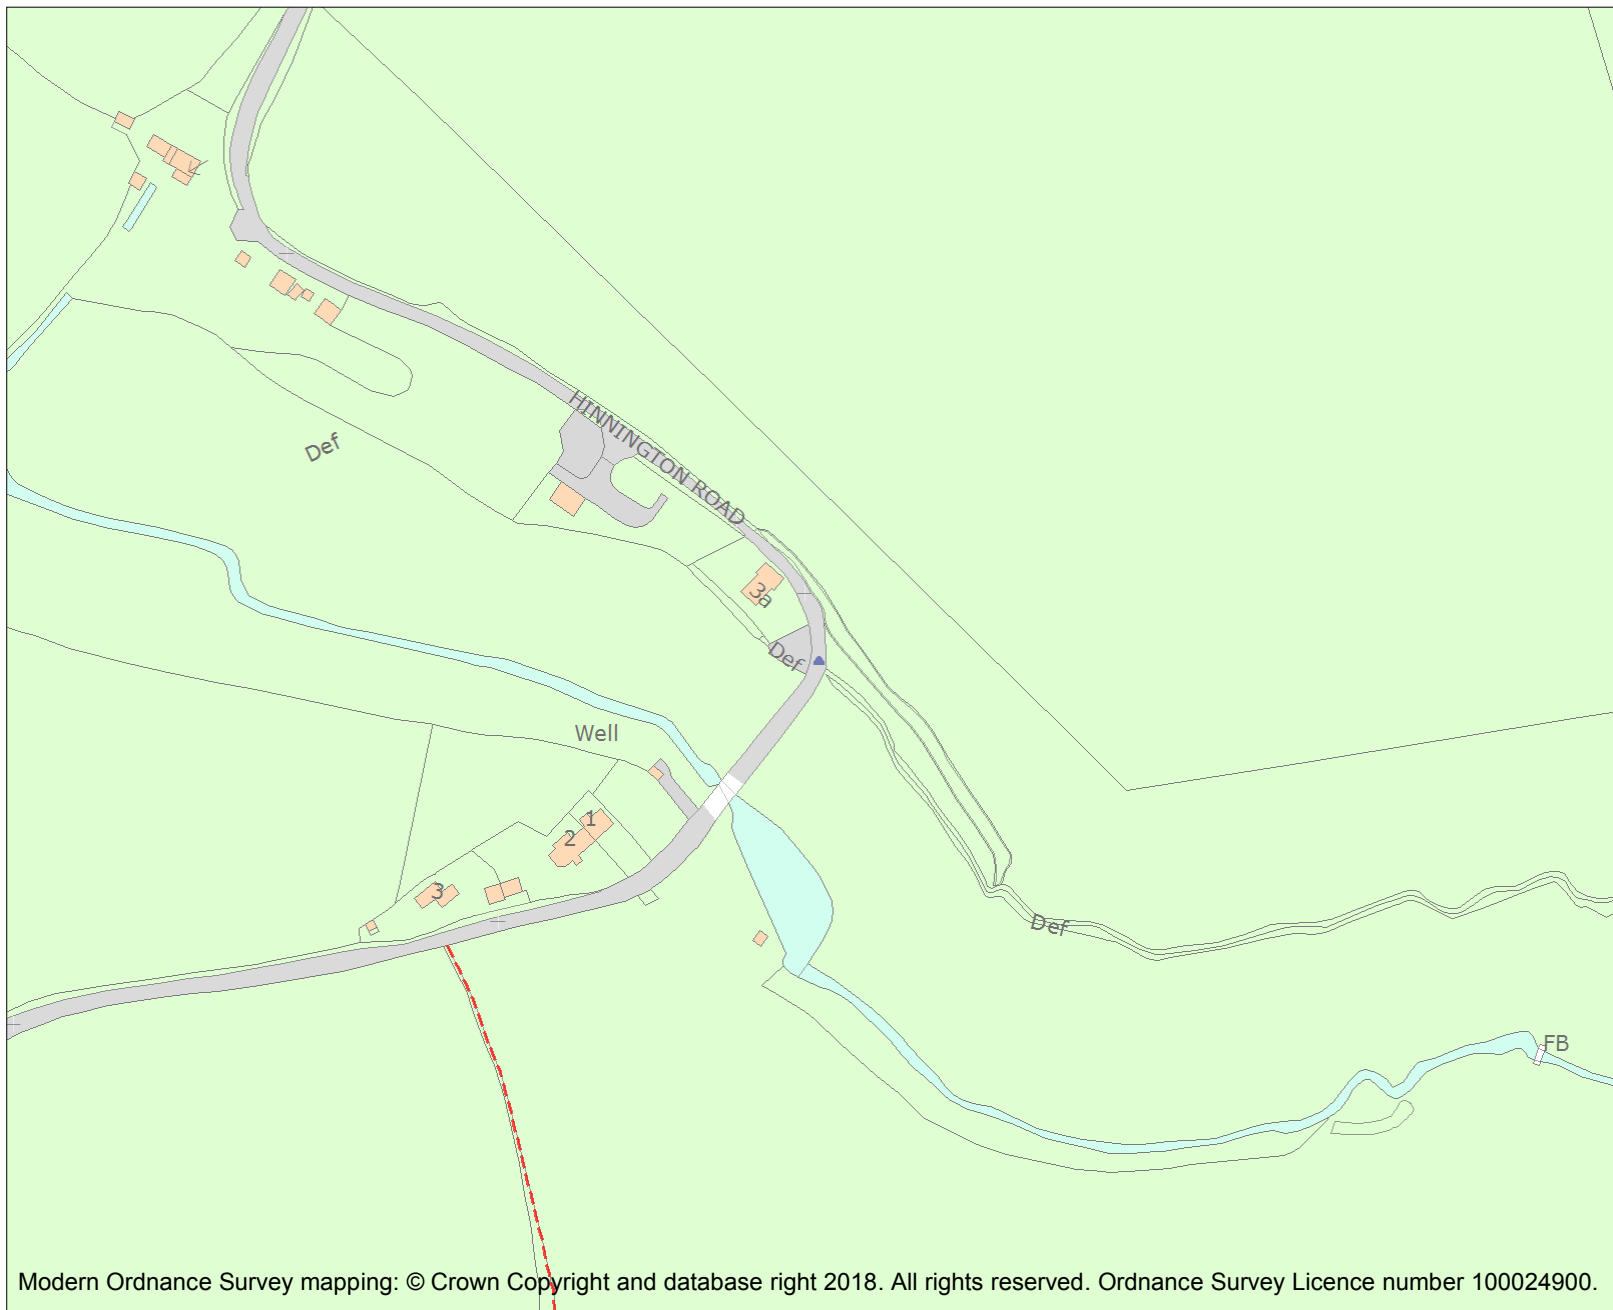 HINNINGTON ROAD
Def
3a
Def
Well
1
2
3
Def
FB
Modern Ordnance Survey mapping: © Crown Copyright and database right 2018. All rights reserved. Ordnance Survey Licence number 100024900.